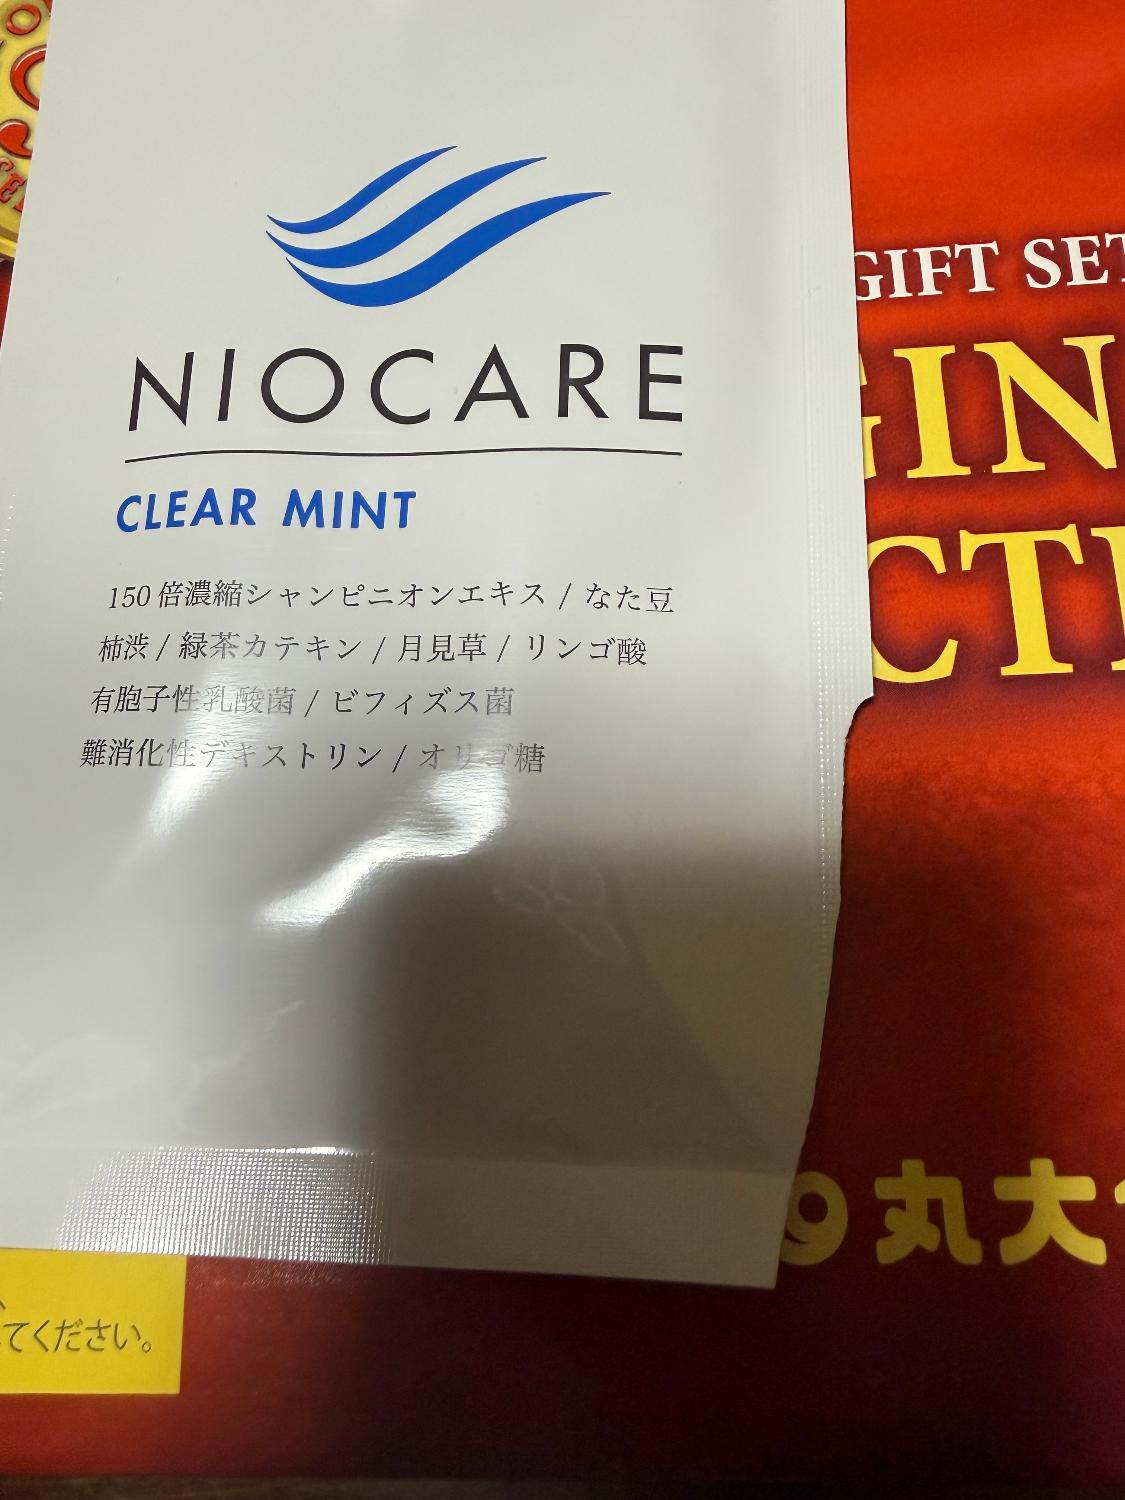 NIOCARE
CLEAR MINT
150倍濃縮シャンピニオンエキス / なた豆
柿渋 / 緑茶カテキン / 月見草 / リンゴ酸
有胞子性乳酸菌 / ビフィズス菌
難消化性デキストリン / オリゴ糖
GIFT SET
GIN
CTI
丸大
てください。